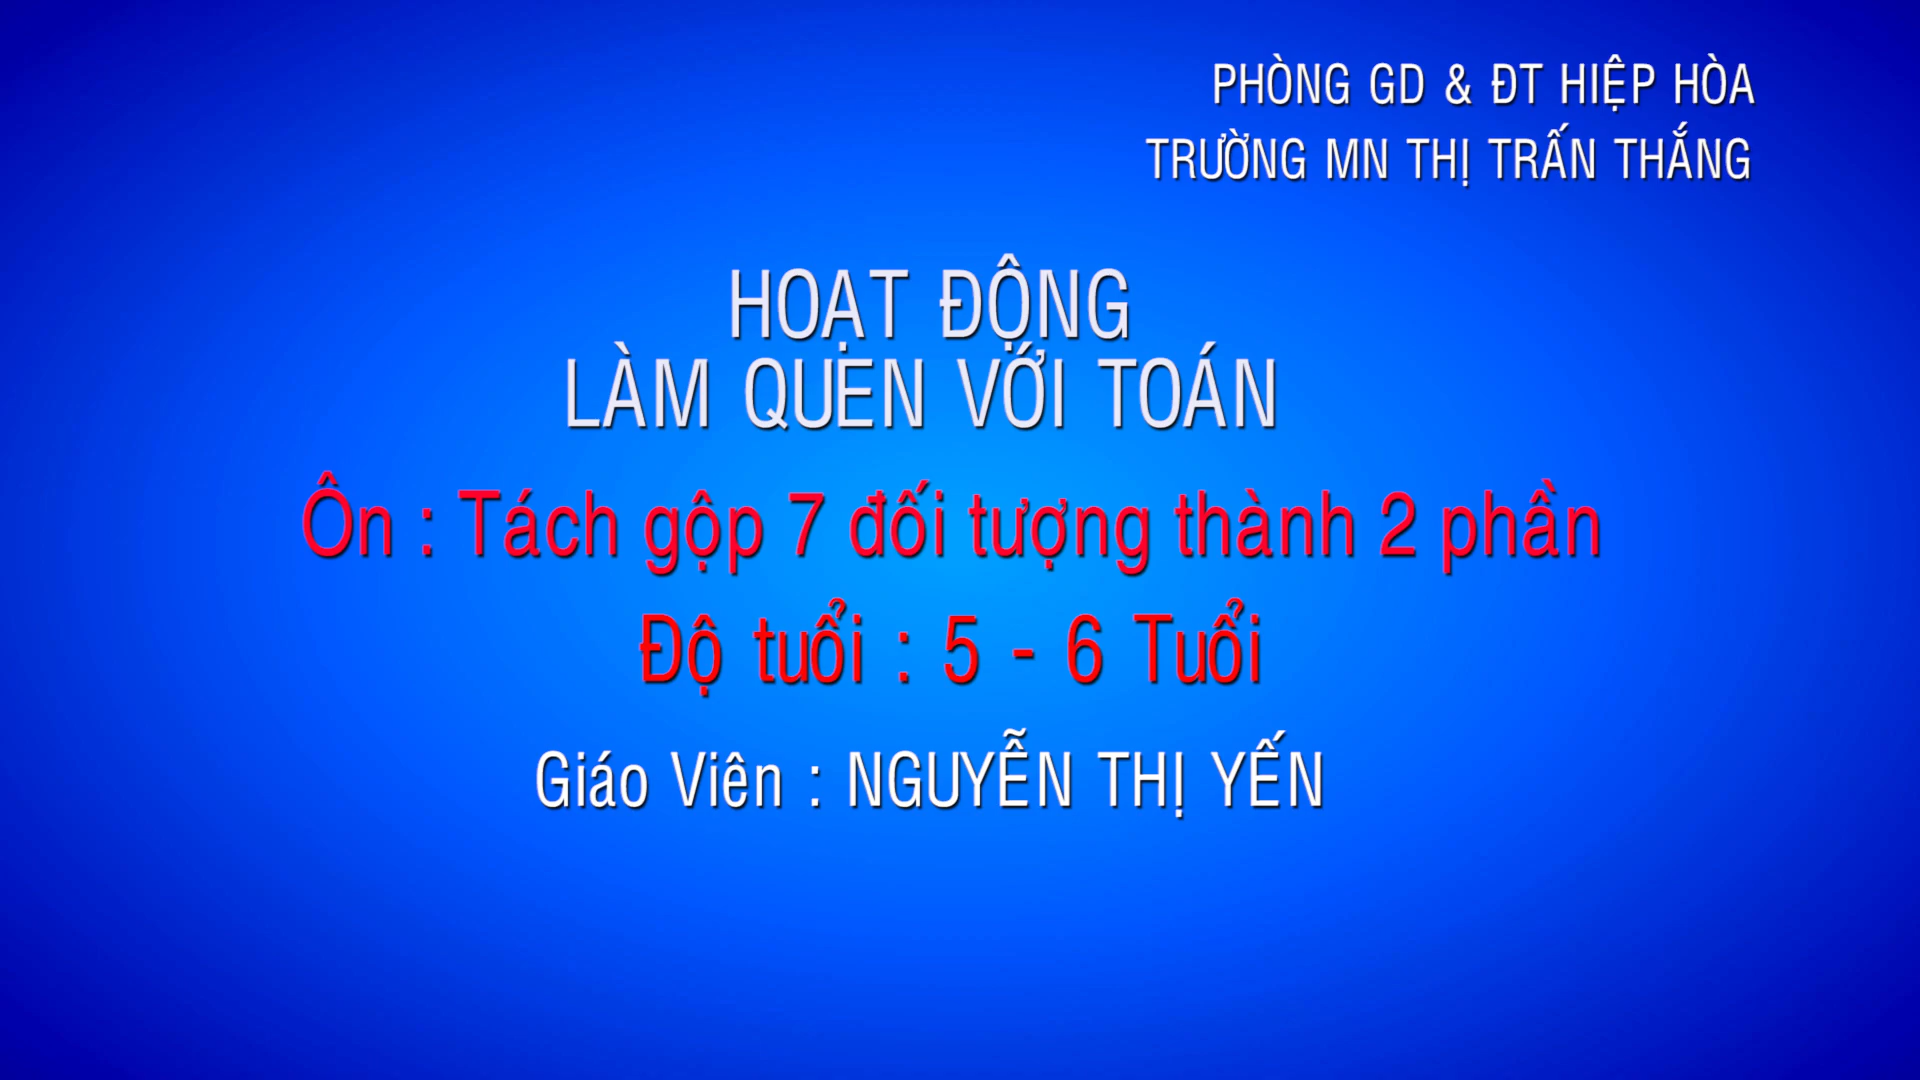 PHÒNG GD & ĐT HIỆP HÒA
TRƯỜNG MN THỊ TRẤN THẮNG
HOẠT ĐỘNG
LÀM QUEN VỚI TOÁN
Ôn : Tách gộp 7 đối tượng thành 2 phần
Độ tuổi : 5 - 6 Tuổi
Giáo Viên : NGUYỄN THỊ YẾN